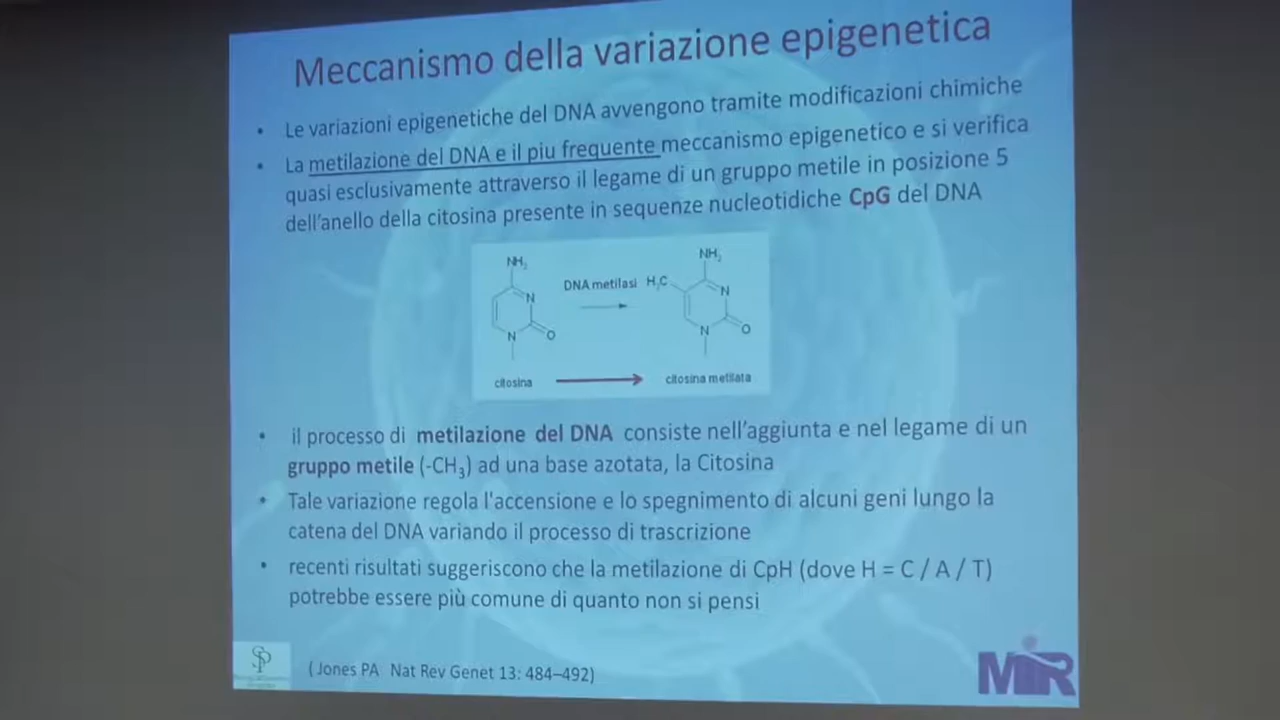 Meccanismo della variazione epigenetica
• Le variazioni epigenetiche del DNA avvengono tramite modificazioni chimiche
• La metilazione del DNA e il piu frequente meccanismo epigenetico e si verifica
quasi esclusivamente attraverso il legame di un gruppo metile in posizione 5
dell'anello della citosina presente in sequenze nucleotidiche CpG del DNA
NH₂ NH₂
DNA metilasi H₃C
N N
N O N O
citosina citosina metilata
• il processo di metilazione del DNA consiste nell'aggiunta e nel legame di un
gruppo metile (-CH₃) ad una base azotata, la Citosina
• Tale variazione regola l'accensione e lo spegnimento di alcuni geni lungo la
catena del DNA variando il processo di trascrizione
• recenti risultati suggeriscono che la metilazione di CpH (dove H = C / A / T)
potrebbe essere più comune di quanto non si pensi
SP
( Jones PA Nat Rev Genet 13: 484–492)
MiR